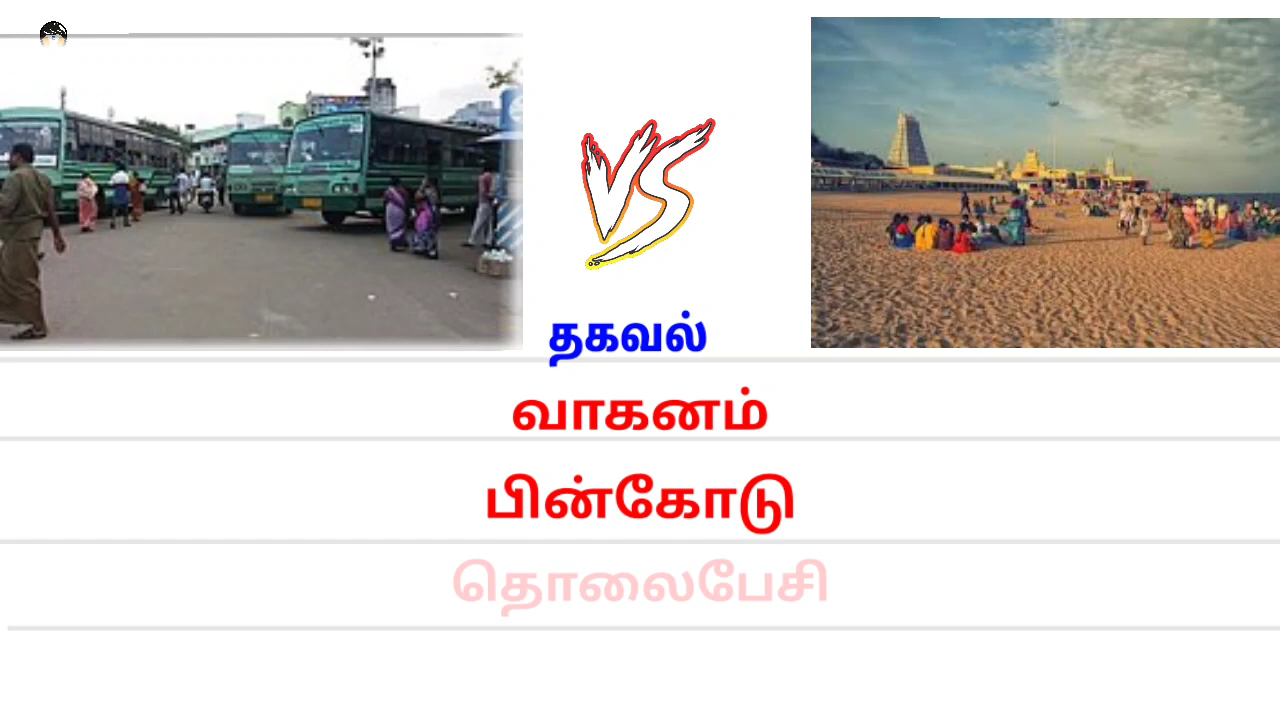 VS
தகவல்
வாகனம்
பின்கோடு
தொலைபேசி